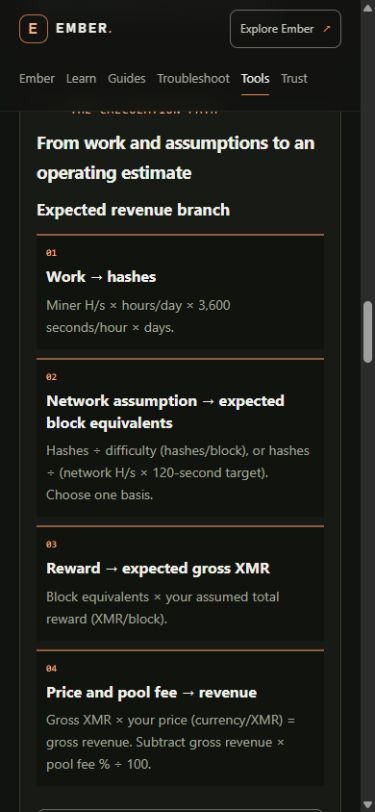 E EMBER.
Explore Ember ↗
Ember Learn Guides Troubleshoot Tools Trust
From work and assumptions to an
operating estimate
Expected revenue branch
01
Work → hashes
Miner H/s × hours/day × 3,600
seconds/hour × days.
02
Network assumption → expected
block equivalents
Hashes ÷ difficulty (hashes/block), or hashes
÷ (network H/s × 120-second target).
Choose one basis.
03
Reward → expected gross XMR
Block equivalents × your assumed total
reward (XMR/block).
04
Price and pool fee → revenue
Gross XMR × your price (currency/XMR) =
gross revenue. Subtract gross revenue ×
pool fee % ÷ 100.